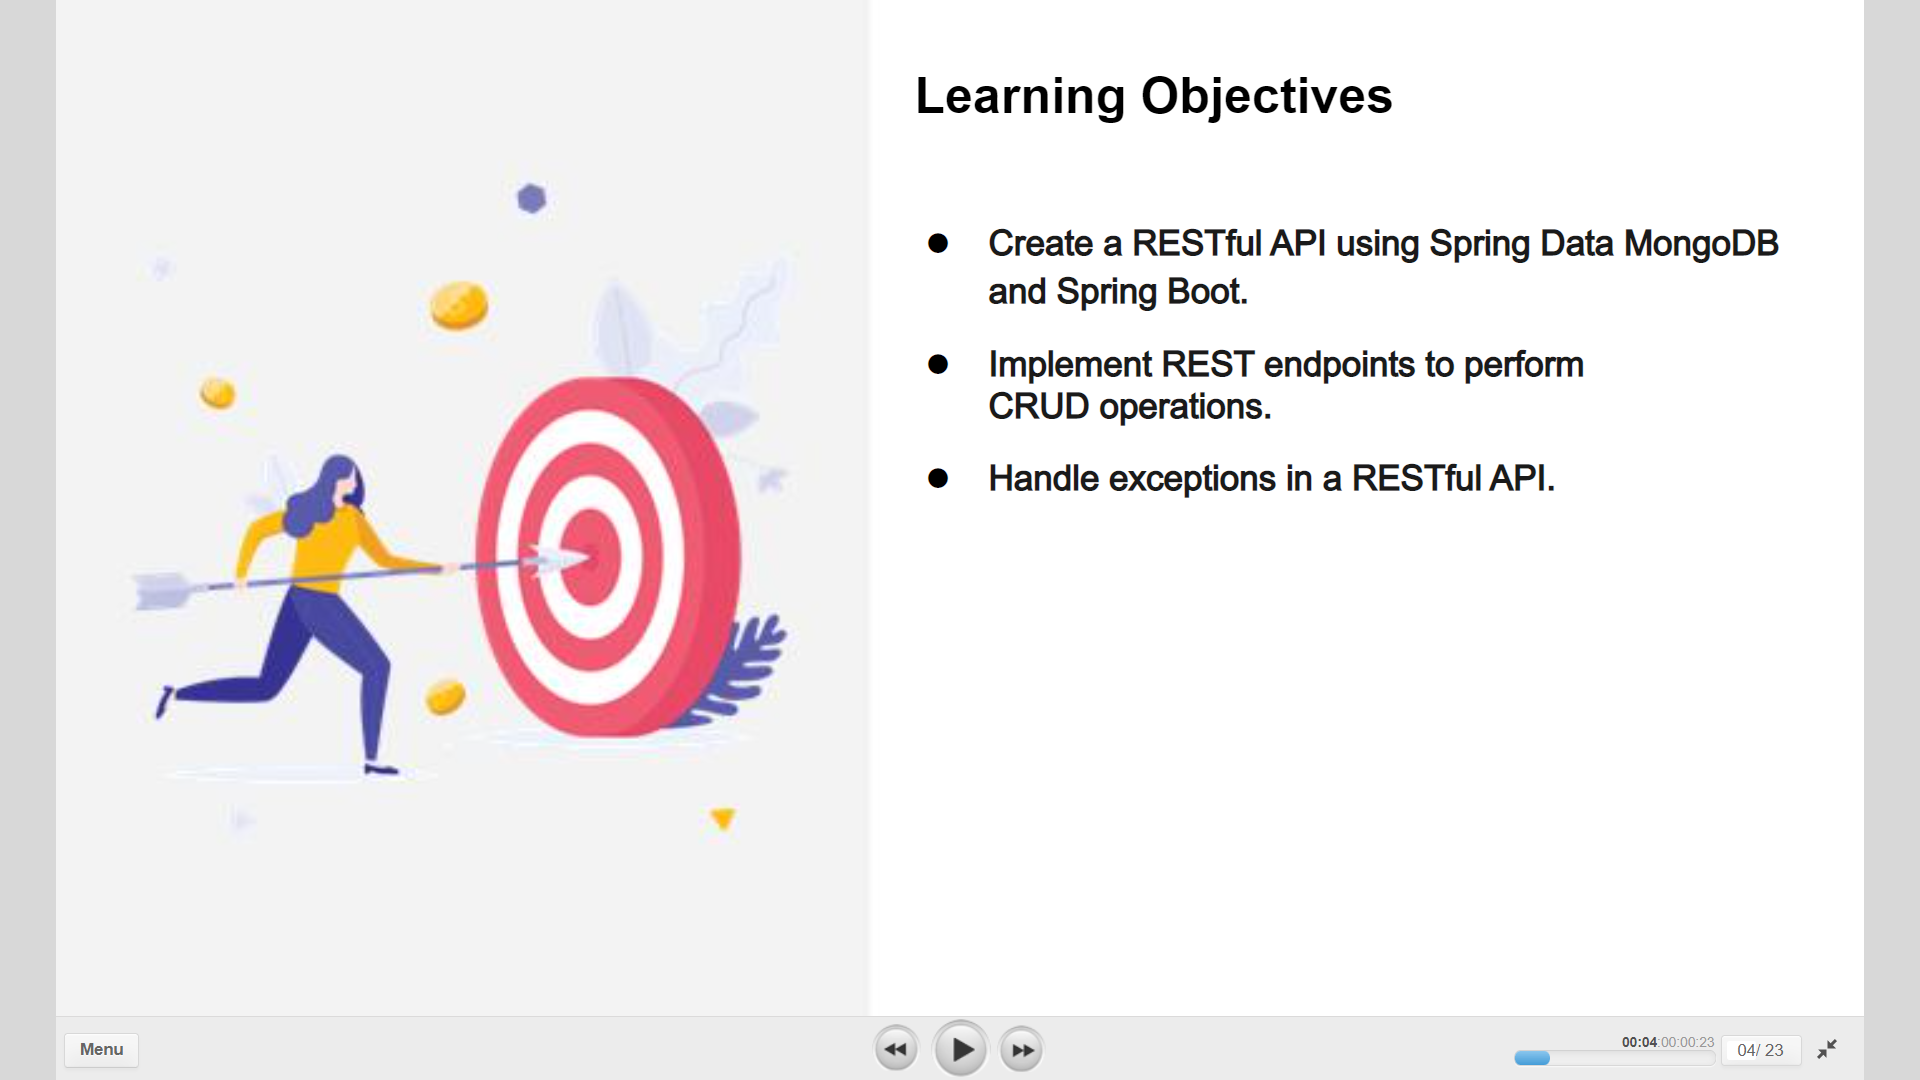 Learning Objectives
● Create a RESTful API using Spring Data MongoDB
and Spring Boot.
● Implement REST endpoints to perform
CRUD operations.
● Handle exceptions in a RESTful API.
Menu
00:04:00:00:23
04/ 23